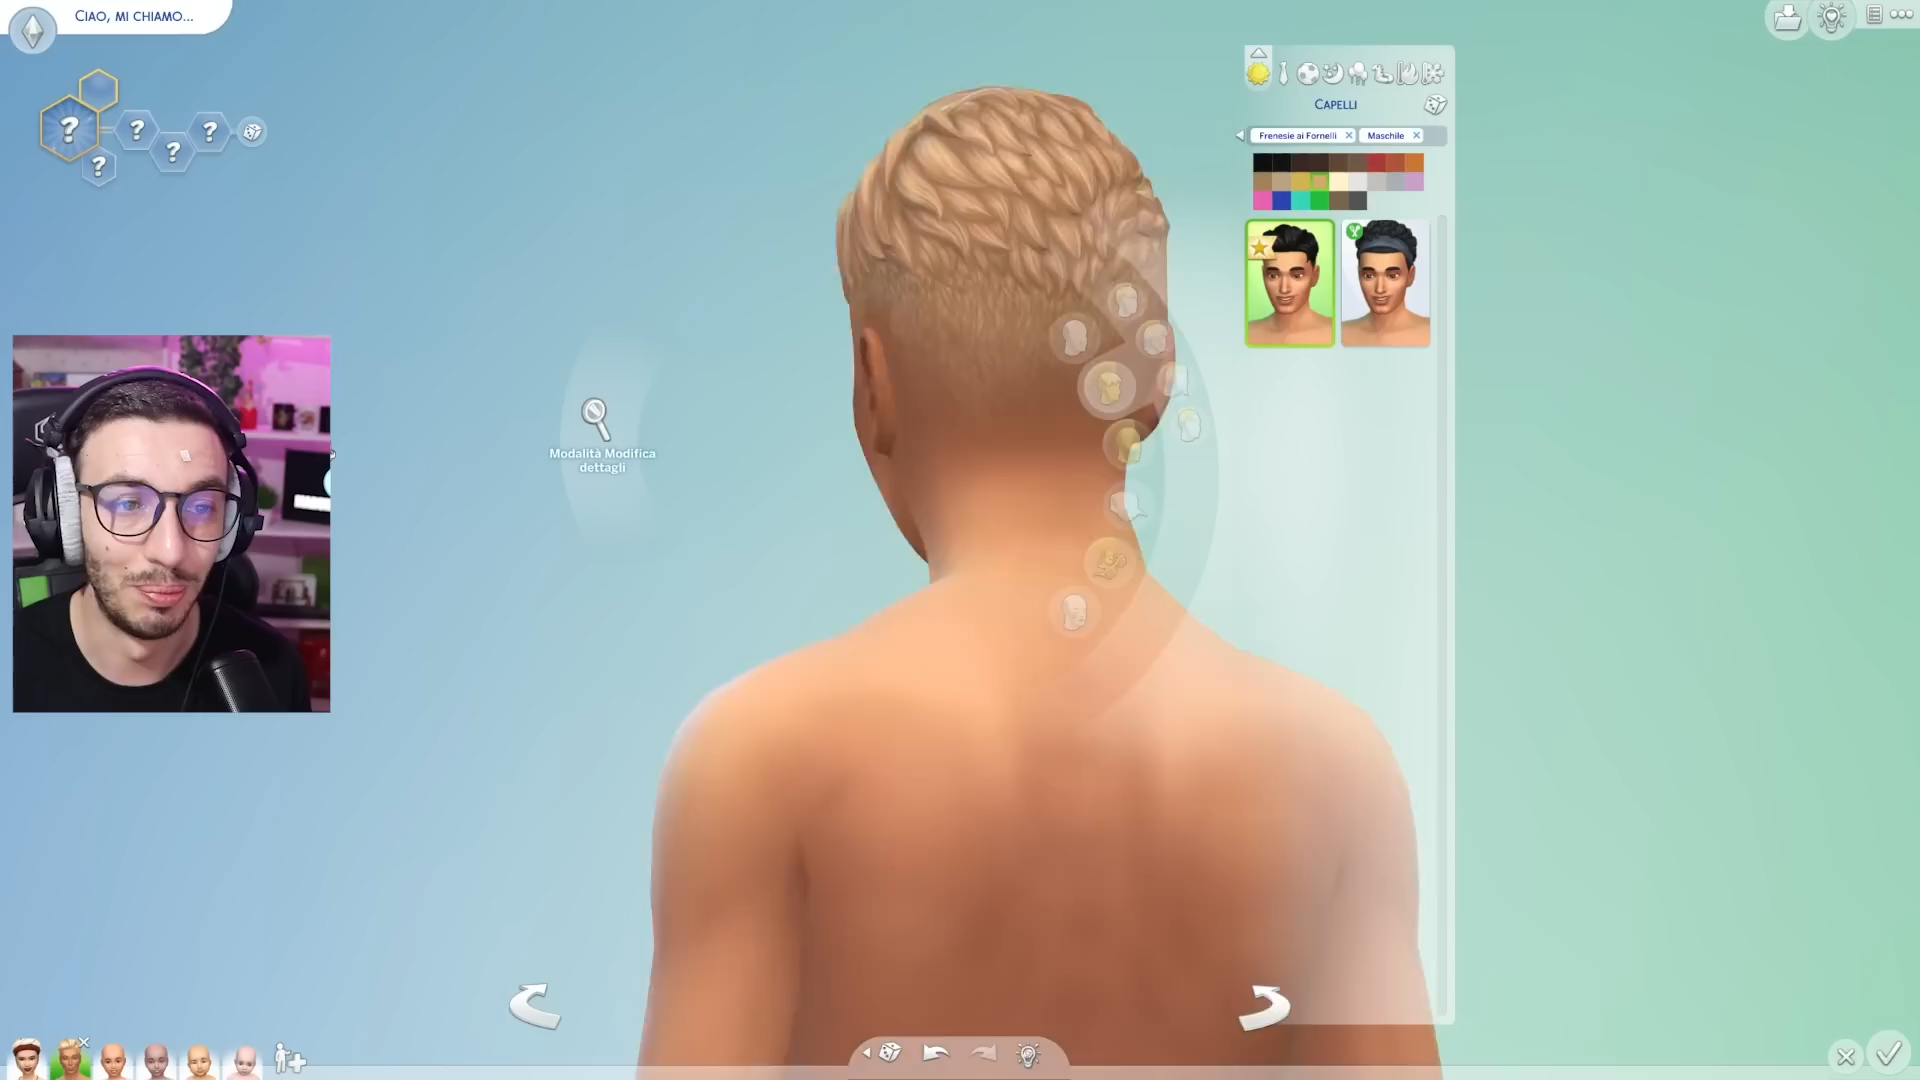 CIAO, MI CHIAMO...
CAPELLI
Frenesie ai Fornelli
Maschile
Modalità Modifica
dettagli